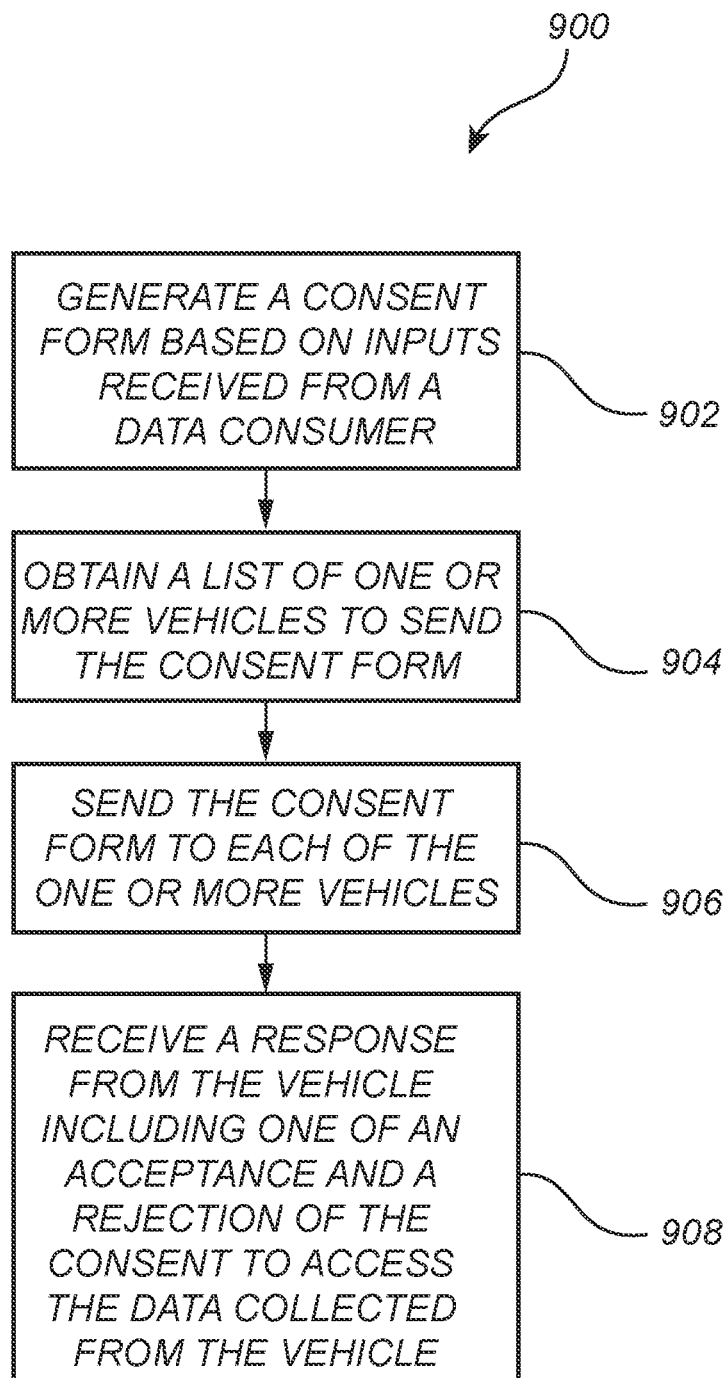 900
GENERATE A CONSENT
FORM BASED ON INPUTS
RECEIVED FROM A
DATA CONSUMER
902
OBTAIN A LIST OF ONE OR
MORE VEHICLES TO SEND
THE CONSENT FORM
904
SEND THE CONSENT
FORM TO EACH OF THE
ONE OR MORE VEHICLES
906
RECEIVE A RESPONSE
FROM THE VEHICLE
INCLUDING ONE OF AN
ACCEPTANCE AND A
REJECTION OF THE
CONSENT TO ACCESS
THE DATA COLLECTED
FROM THE VEHICLE
908